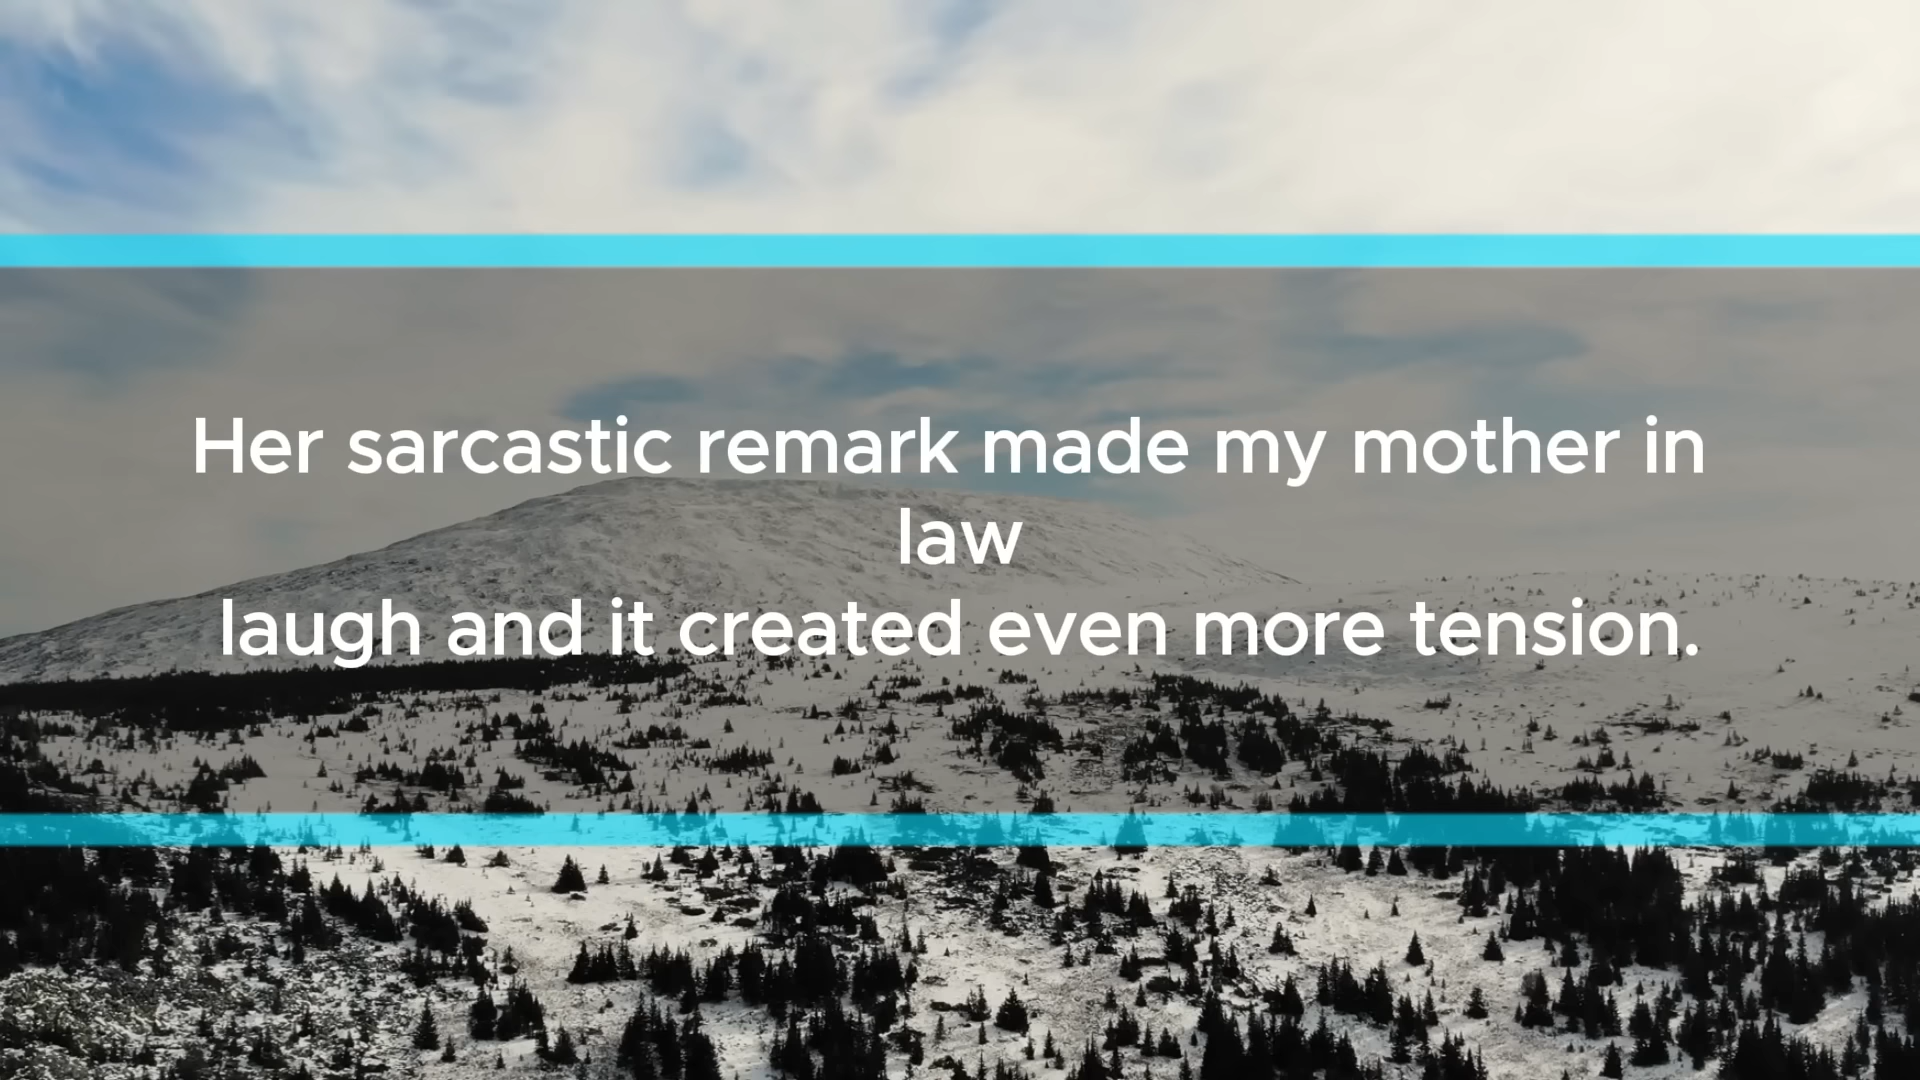 Her sarcastic remark made my mother in
law
laugh and it created even more tension.